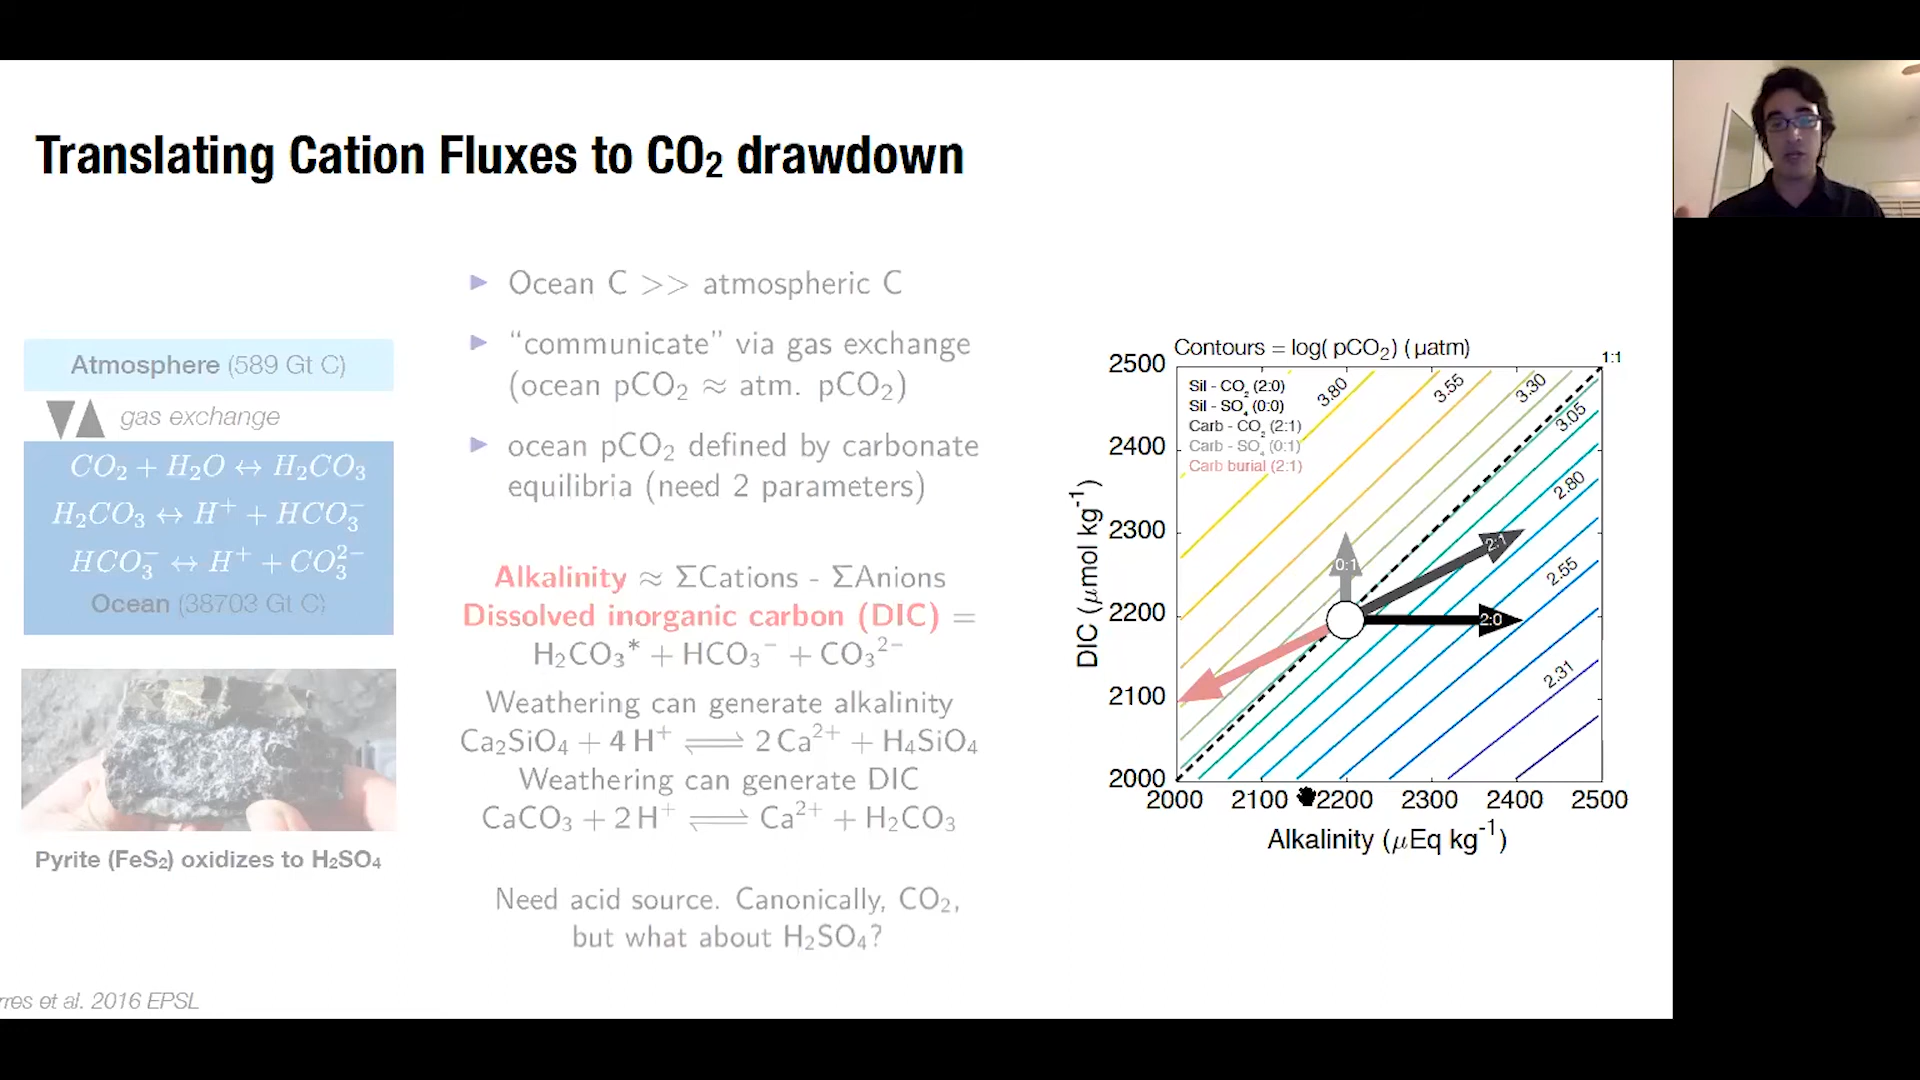 Translating Cation Fluxes to CO₂ drawdown
Atmosphere (589 Gt C)
gas exchange
CO₂ + H₂O ↔ H₂CO₃
H₂CO₃ ↔ H⁺ + HCO₃⁻
HCO₃⁻ ↔ H⁺ + CO₃²⁻
Ocean (38703 Gt C)
Pyrite (FeS₂) oxidizes to H₂SO₄
rres et al. 2016 EPSL
▶ Ocean C >> atmospheric C
▶ “communicate” via gas exchange
(ocean pCO₂ ≈ atm. pCO₂)
▶ ocean pCO₂ defined by carbonate
equilibria (need 2 parameters)
Alkalinity ≈ ΣCations - ΣAnions
Dissolved inorganic carbon (DIC) =
H₂CO₃* + HCO₃⁻ + CO₃²⁻
Weathering can generate alkalinity
Ca₂SiO₄ + 4 H⁺ ⇌ 2 Ca²⁺ + H₄SiO₄
Weathering can generate DIC
CaCO₃ + 2 H⁺ ⇌ Ca²⁺ + H₂CO₃
Need acid source. Canonically, CO₂,
but what about H₂SO₄?
Contours = log( pCO₂) (µatm)
1:1
Sil - CO₂ (2:0)
Sil - SO₄ (0:0)
Carb - CO₂ (2:1)
Carb - SO₄ (0:1)
Carb burial (2:1)
3.80
3.55
3.30
3.05
2.80
2.55
2.31
0:1
2:1
2:0
2500
2400
2300
2200
2100
2000
DIC (µmol kg⁻¹)
2000 2100 2200 2300 2400 2500
Alkalinity (µEq kg⁻¹)